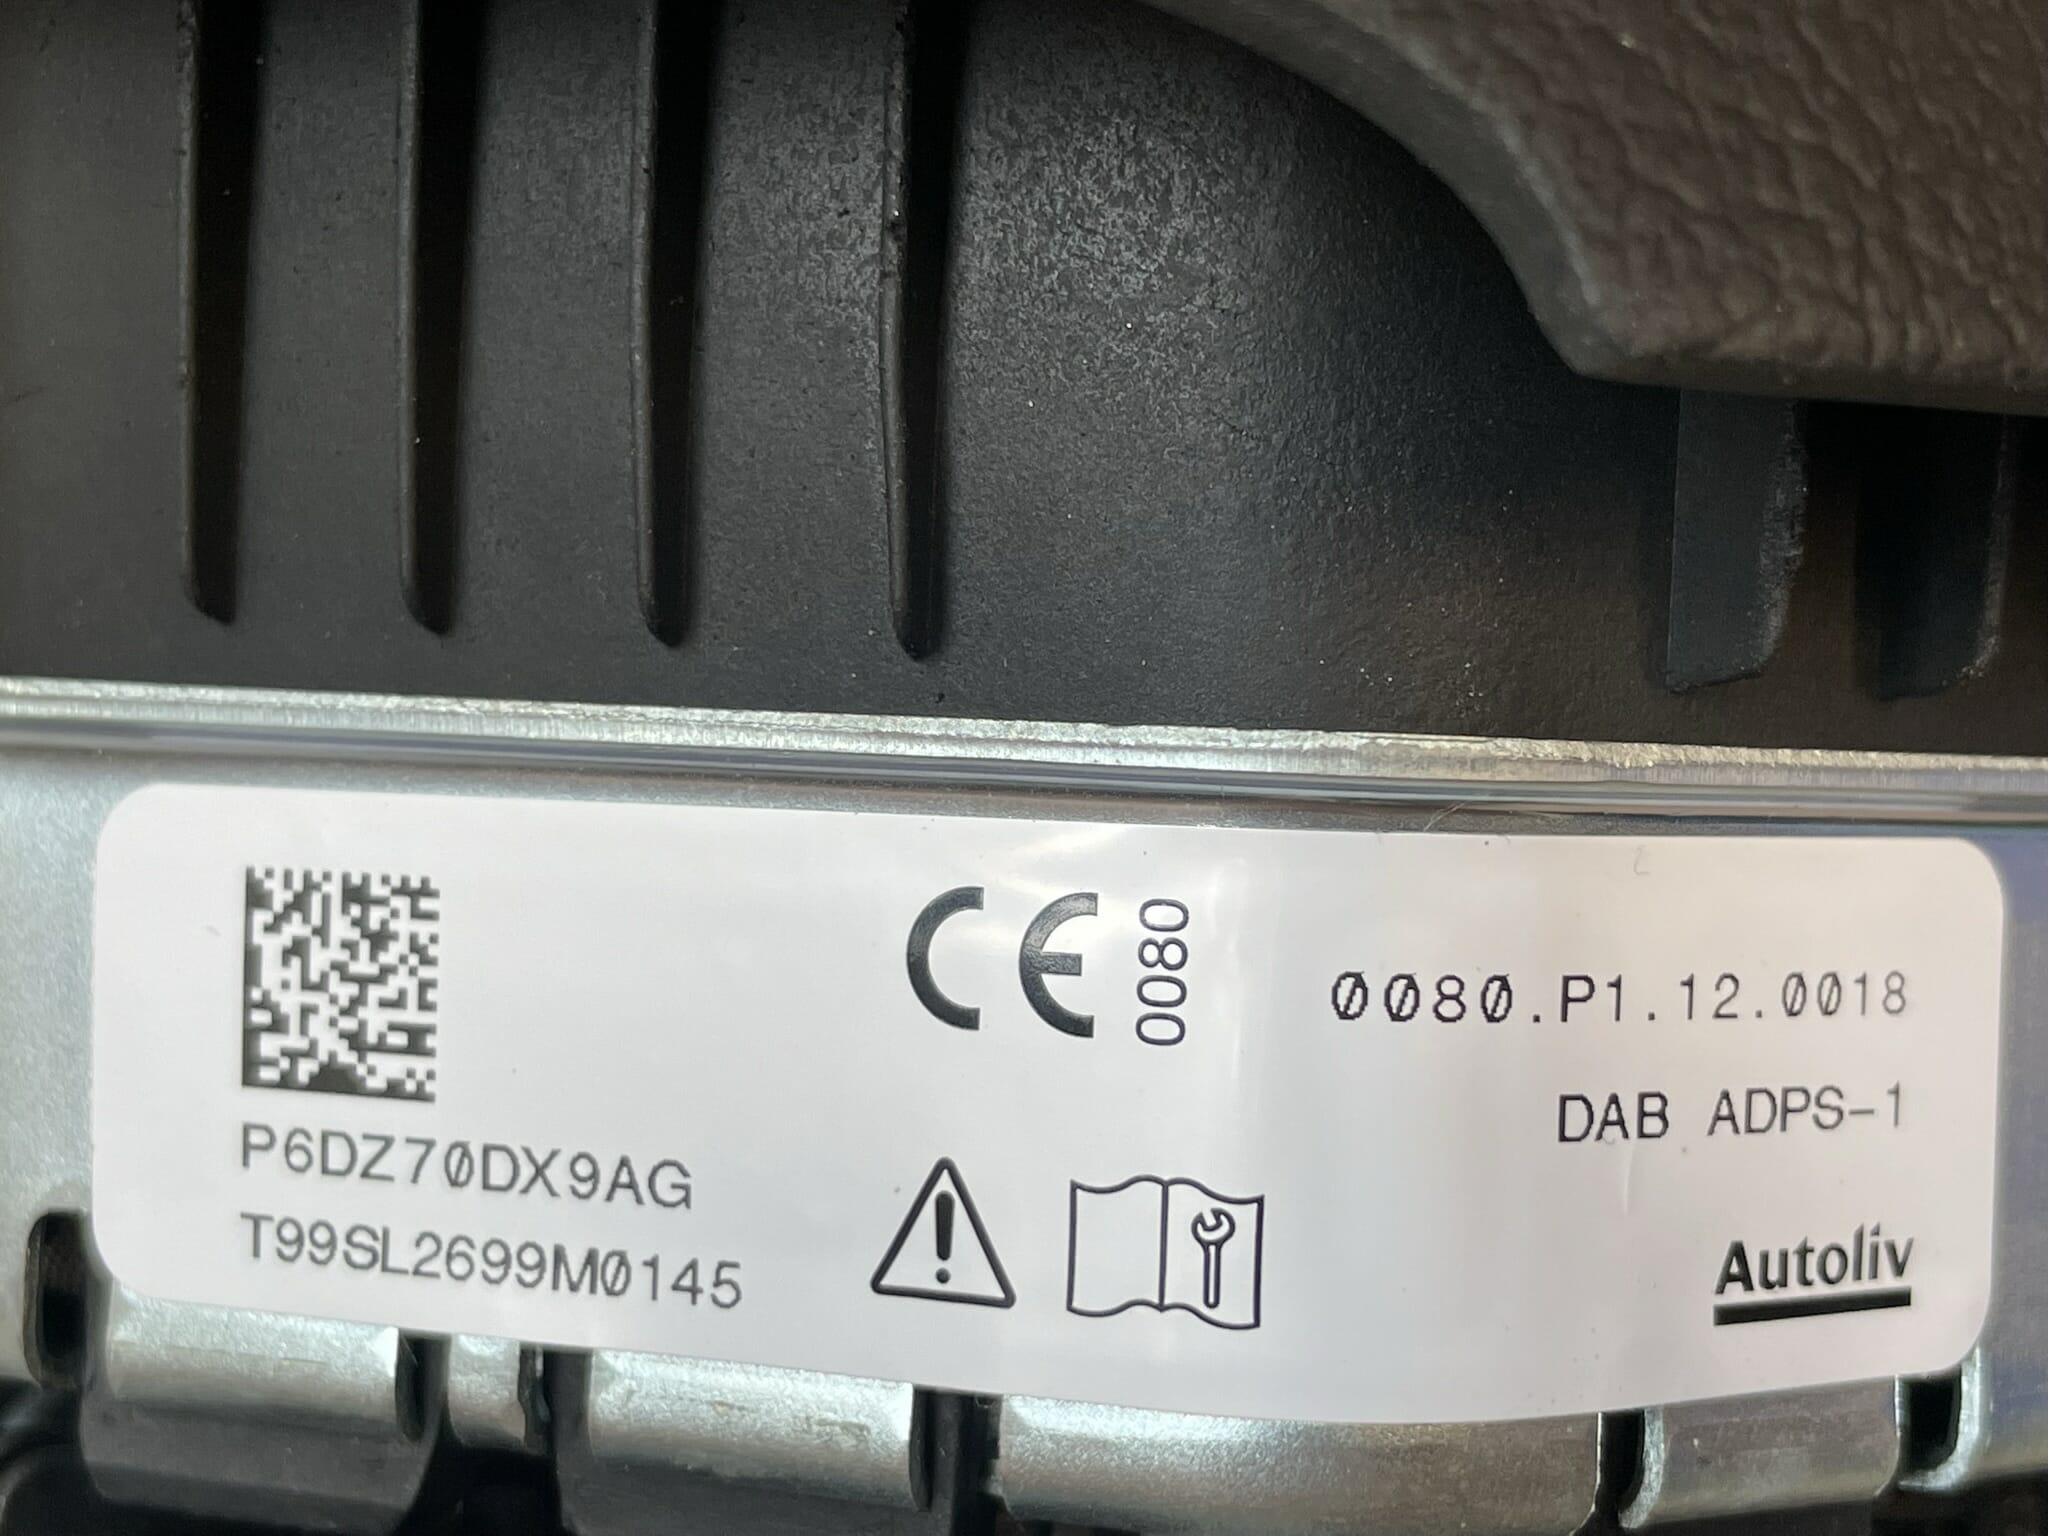 CE 0080
0080.P1.12.0018
DAB ADPS-1
P6DZ70DX9AG
T99SL2699M0145
Autoliv